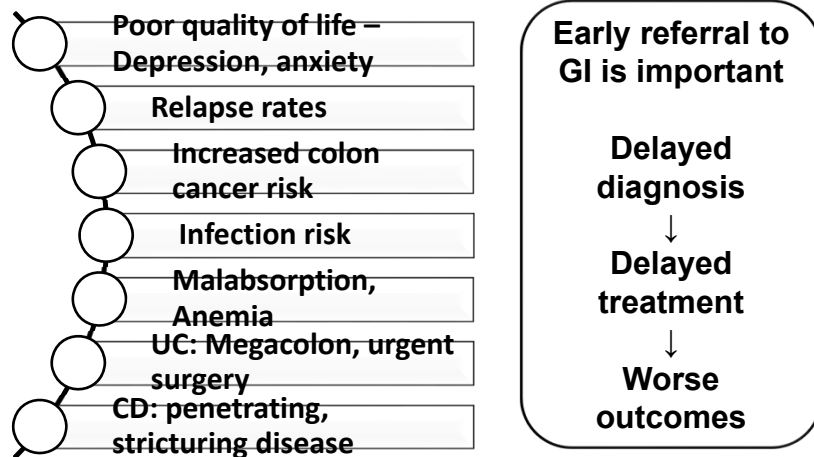 Poor quality of life –
Depression, anxiety
Relapse rates
Increased colon
cancer risk
Infection risk
Malabsorption,
Anemia
UC: Megacolon, urgent
surgery
CD: penetrating,
stricturing disease
Early referral to
GI is important
Delayed
diagnosis
↓
Delayed
treatment
↓
Worse
outcomes